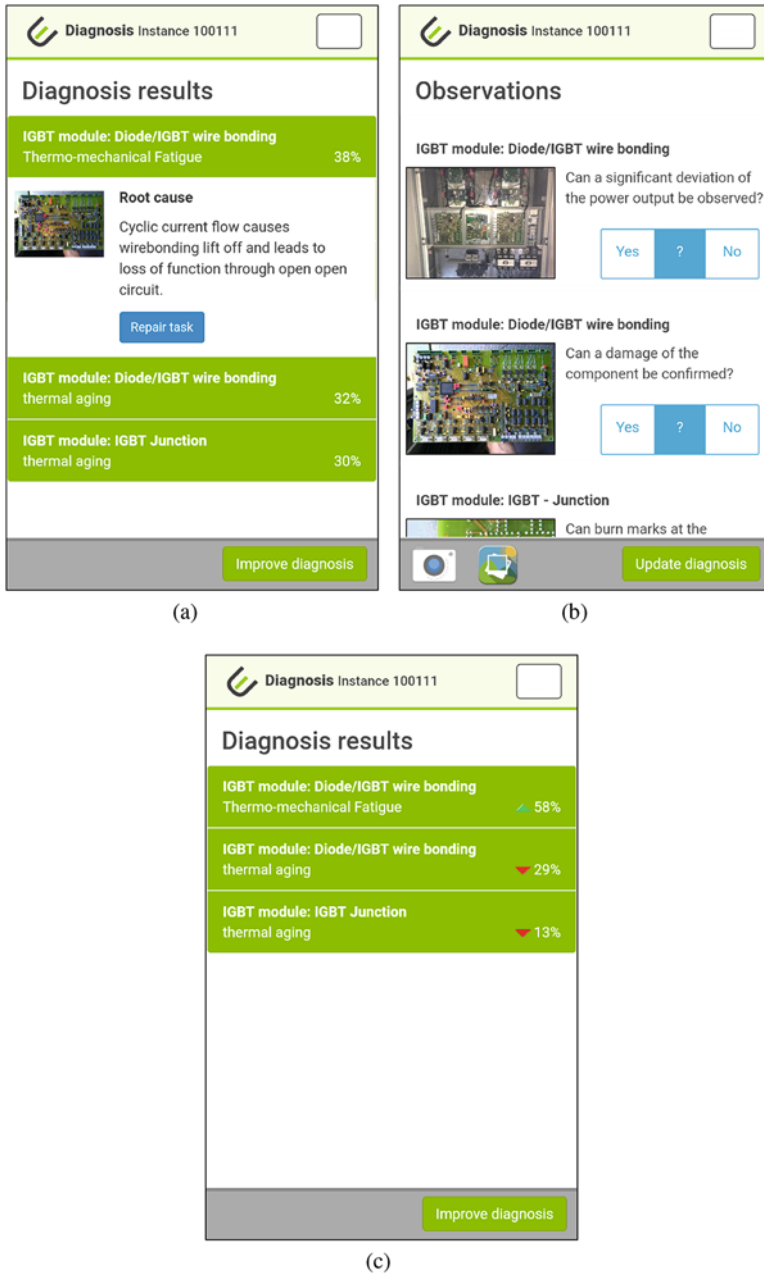 Diagnosis Instance 100111
Diagnosis results
IGBT module: Diode/IGBT wire bonding
Thermo-mechanical Fatigue 38%
Root cause
Cyclic current flow causes
wirebonding lift off and leads to
loss of function through open open
circuit.
Repair task
IGBT module: Diode/IGBT wire bonding
thermal aging 32%
IGBT module: IGBT Junction
thermal aging 30%
Improve diagnosis
(a)
Diagnosis Instance 100111
Observations
IGBT module: Diode/IGBT wire bonding
Can a significant deviation of
the power output be observed?
Yes ? No
IGBT module: Diode/IGBT wire bonding
Can a damage of the
component be confirmed?
Yes ? No
IGBT module: IGBT - Junction
Can burn marks at the
Update diagnosis
(b)
Diagnosis Instance 100111
Diagnosis results
IGBT module: Diode/IGBT wire bonding
Thermo-mechanical Fatigue 58%
IGBT module: Diode/IGBT wire bonding
thermal aging 29%
IGBT module: IGBT Junction
thermal aging 13%
Improve diagnosis
(c)